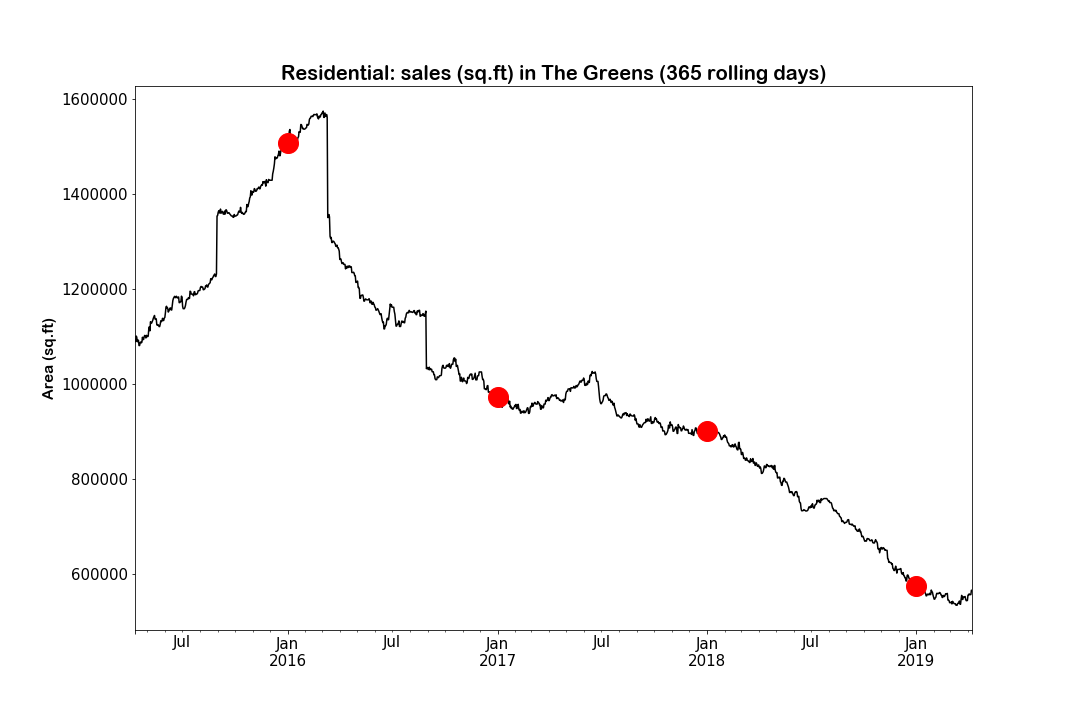 Residential: sales (sq.ft) in The Greens (365 rolling days)
1600000
1400000
1200000
1000000
800000
600000
Area (sq.ft)
Jul Jan Jul Jan Jul Jan Jul Jan
2016 2017 2018 2019